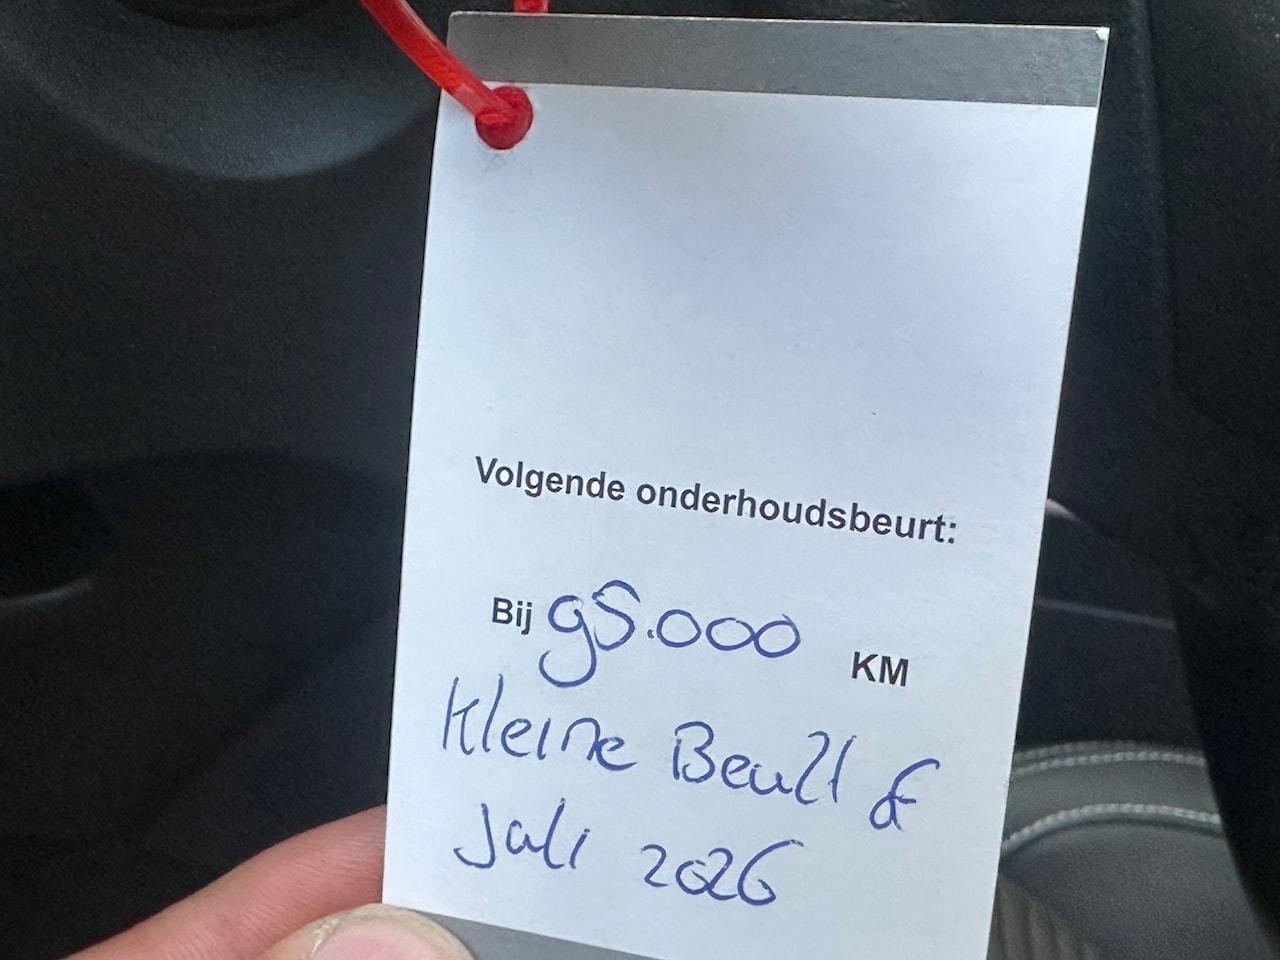 Volgende onderhoudsbeurt:
Bij 95.000 KM
Kleine Beurt of
Juli 2026